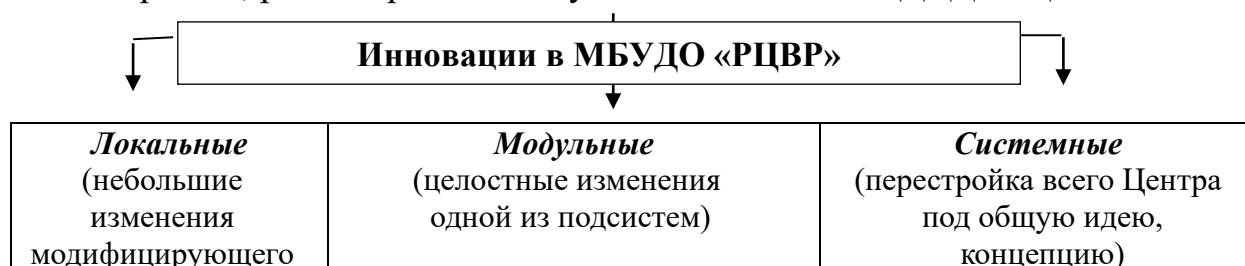 Инновации в МБУДО «РЦВР»
Локальные
(небольшие
изменения
модифицирующего
Модульные
(целостные изменения
одной из подсистем)
Системные
(перестройка всего Центра
под общую идею,
концепцию)